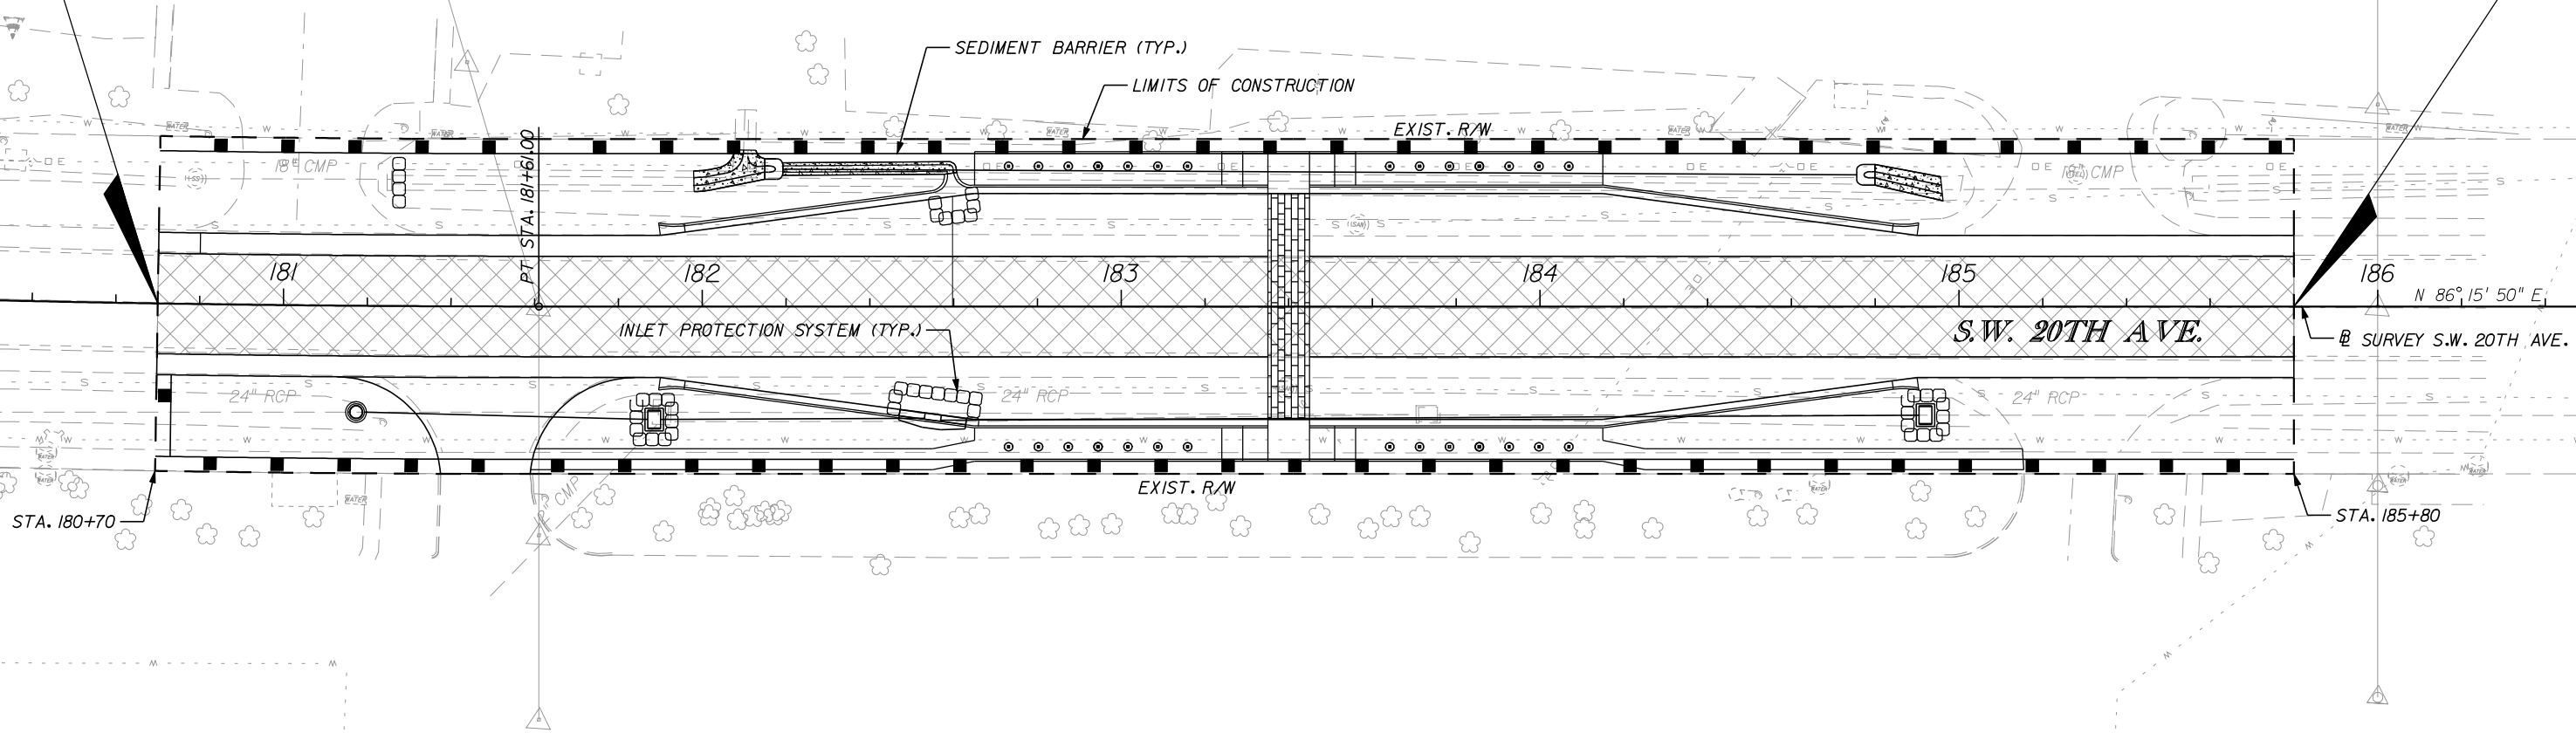 SEDIMENT BARRIER (TYP.)
LIMITS OF CONSTRUCTION
EXIST. R/W
18" CMP
18" CMP
PT STA. 181+61.00
181
182
183
184
185
186
N 86° 15' 50" E
INLET PROTECTION SYSTEM (TYP.)
S.W. 20TH AVE.
SURVEY S.W. 20TH AVE.
24" RCP
24" RCP
24" RCP
CMP
EXIST. R/W
STA. 180+70
STA. 185+80